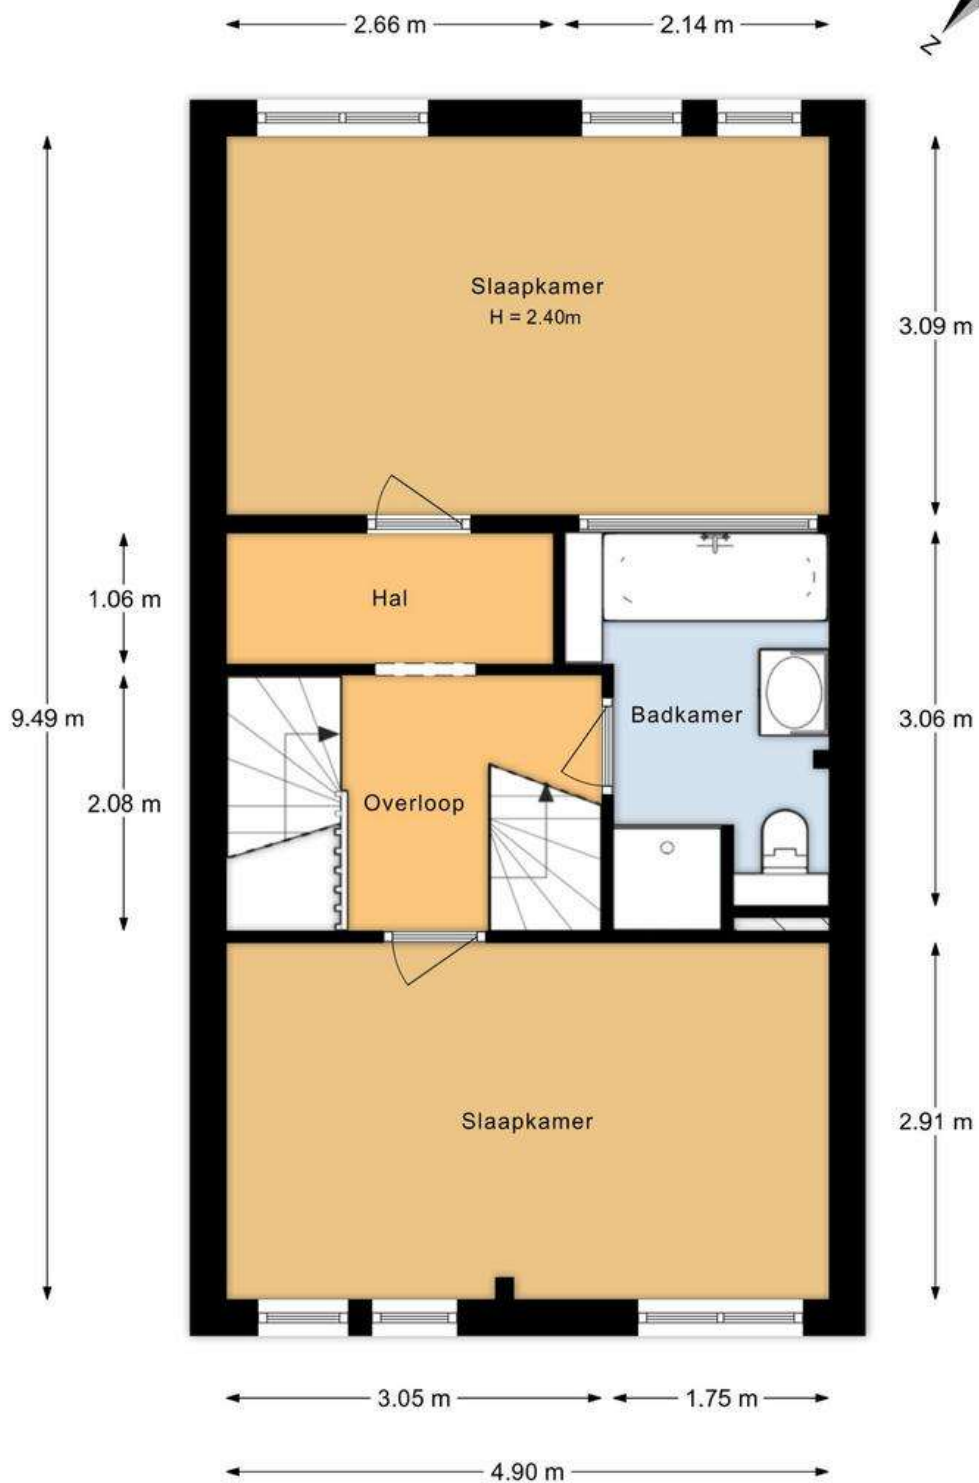 2.66 m
2.14 m
N
Slaapkamer
H = 2.40m
3.09 m
Hal
1.06 m
Badkamer
9.49 m
3.06 m
2.08 m
Overloop
Slaapkamer
2.91 m
3.05 m
1.75 m
4.90 m